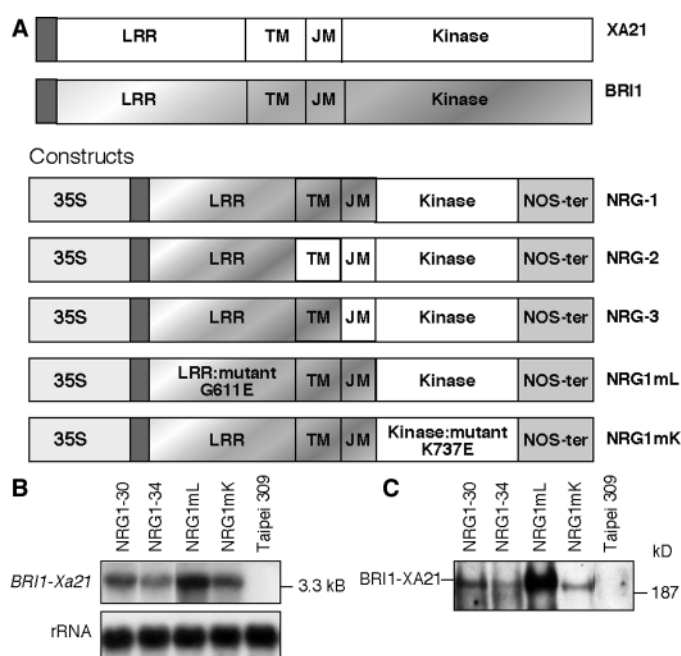 A
LRR TM JM Kinase XA21
LRR TM JM Kinase BRI1
Constructs
35S LRR TM JM Kinase NOS-ter NRG-1
35S LRR TM JM Kinase NOS-ter NRG-2
35S LRR TM JM Kinase NOS-ter NRG-3
35S LRR:mutant G611E TM JM Kinase NOS-ter NRG1mL
35S LRR TM JM Kinase:mutant K737E NOS-ter NRG1mK
B
NRG1-30
NRG1-34
NRG1mL
NRG1mK
Taipei 309
BRI1-Xa21
3.3 kB
rRNA
C
NRG1-30
NRG1-34
NRG1mL
NRG1mK
Taipei 309
kD
BRI1-XA21
187